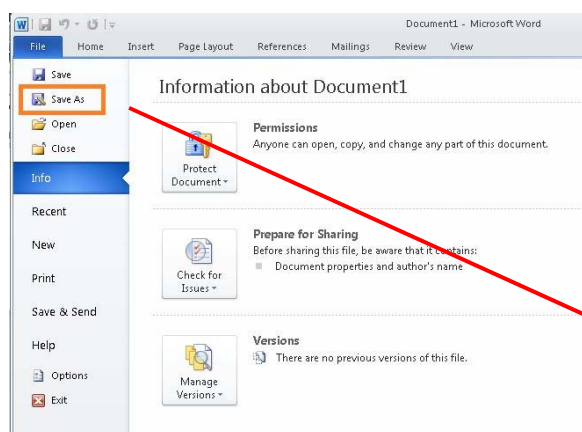 Document1 - Microsoft Word
File Home Insert Page Layout References Mailings Review View
Save
Save As
Open
Close
Info
Recent
New
Print
Save & Send
Help
Options
Exit
Information about Document1
Protect
Document
Permissions
Anyone can open, copy, and change any part of this document.
Check for
Issues
Prepare for Sharing
Before sharing this file, be aware that it contains:
Document properties and author's name
Manage
Versions
Versions
There are no previous versions of this file.